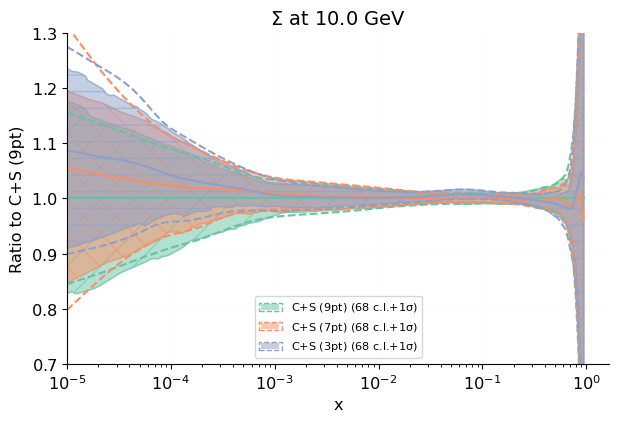 Σ at 10.0 GeV
Ratio to C+S (9pt)
1.3
1.2
1.1
1.0
0.9
0.8
0.7
C+S (9pt) (68 c.l.+1σ)
C+S (7pt) (68 c.l.+1σ)
C+S (3pt) (68 c.l.+1σ)
10⁻⁵ 10⁻⁴ 10⁻³ 10⁻² 10⁻¹ 10⁰
x